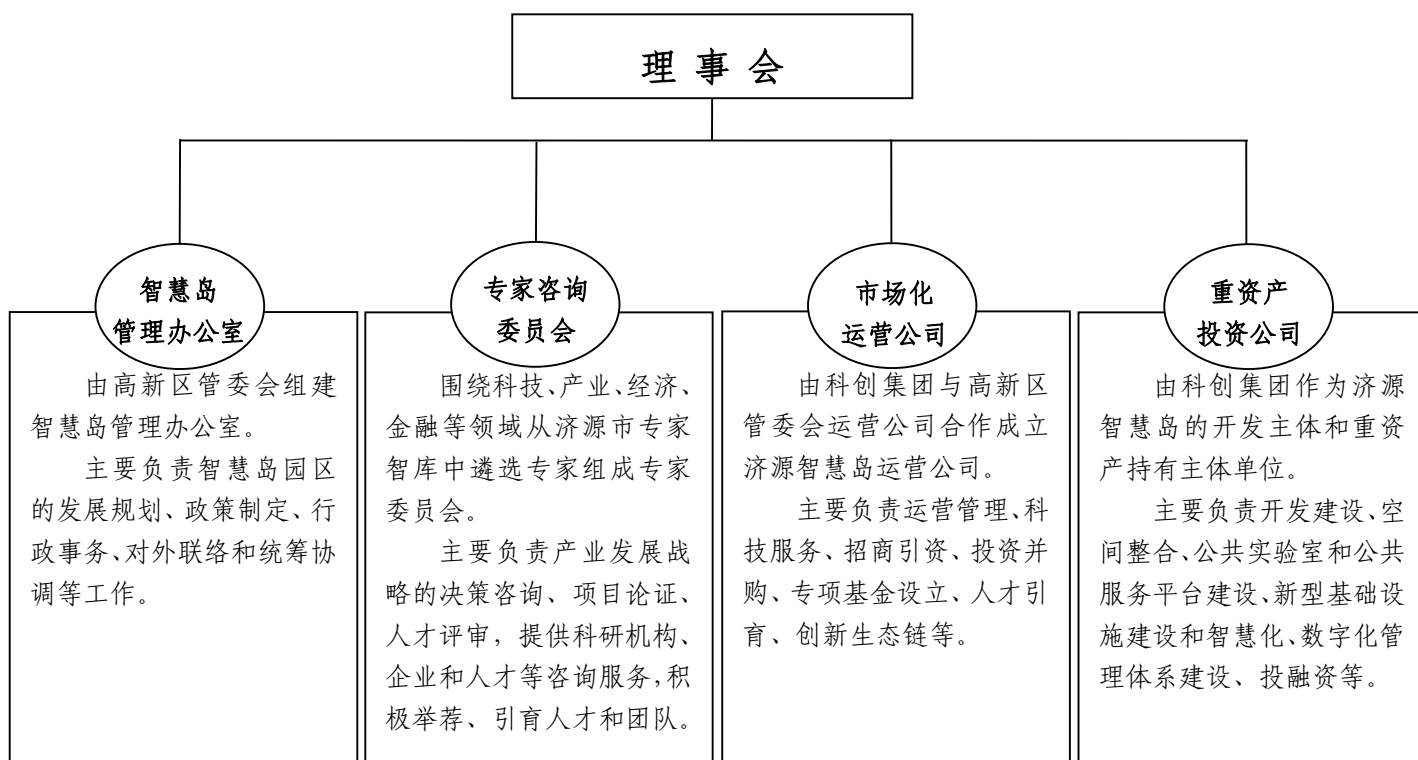 理事会
智慧岛
管理办公室
由高新区管委会组建
智慧岛管理办公室。
主要负责智慧岛园区
的发展规划、政策制定、行
政事务、对外联络和统筹协
调等工作。
专家咨询
委员会
围绕科技、产业、经济、
金融等领域从济源市专家
智库中遴选专家组成专家
委员会。
主要负责产业发展战
略的决策咨询、项目论证、
人才评审，提供科研机构、
企业和人才等咨询服务，积
极举荐、引育人才和团队。
市场化
运营公司
由科创集团与高新区
管委会运营公司合作成立
济源智慧岛运营公司。
主要负责运营管理、科
技服务、招商引资、投资并
购、专项基金设立、人才引
育、创新生态链等。
重资产
投资公司
由科创集团作为济源
智慧岛的开发主体和重资
产持有主体单位。
主要负责开发建设、空
间整合、公共实验室和公共
服务平台建设、新型基础设
施建设和智慧化、数字化管
理体系建设、投融资等。